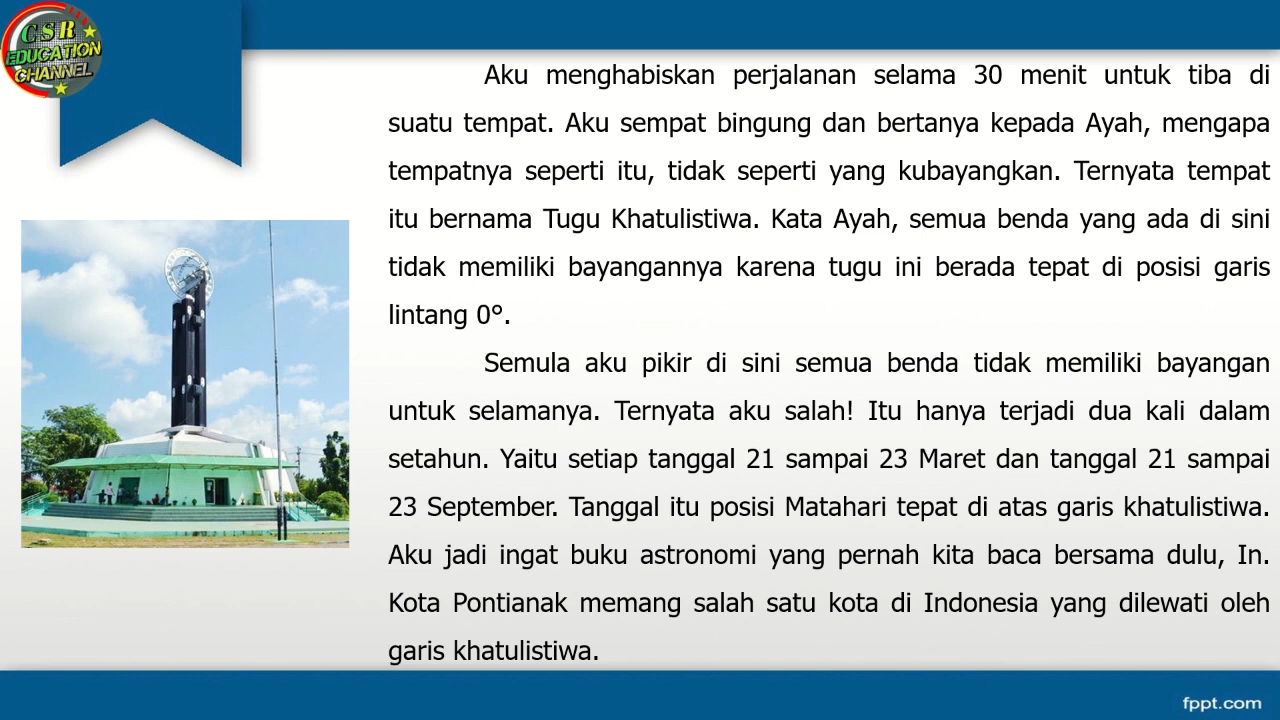 CSR
EDUCATION
CHANNEL
Aku menghabiskan perjalanan selama 30 menit untuk tiba di
suatu tempat. Aku sempat bingung dan bertanya kepada Ayah, mengapa
tempatnya seperti itu, tidak seperti yang kubayangkan. Ternyata tempat
itu bernama Tugu Khatulistiwa. Kata Ayah, semua benda yang ada di sini
tidak memiliki bayangannya karena tugu ini berada tepat di posisi garis
lintang 0°.
Semula aku pikir di sini semua benda tidak memiliki bayangan
untuk selamanya. Ternyata aku salah! Itu hanya terjadi dua kali dalam
setahun. Yaitu setiap tanggal 21 sampai 23 Maret dan tanggal 21 sampai
23 September. Tanggal itu posisi Matahari tepat di atas garis khatulistiwa.
Aku jadi ingat buku astronomi yang pernah kita baca bersama dulu, In.
Kota Pontianak memang salah satu kota di Indonesia yang dilewati oleh
garis khatulistiwa.
fppt.com